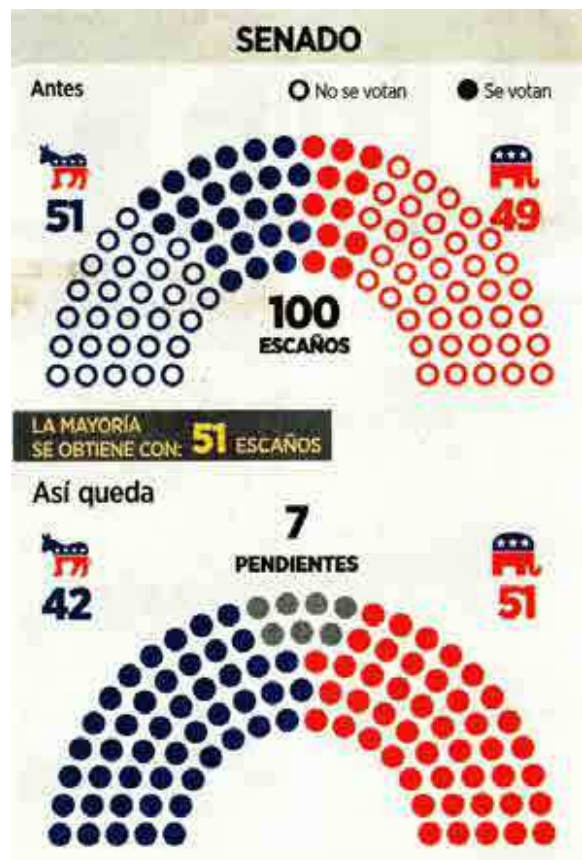 SENADO
Antes
No se votan
Se votan
51
49
100
ESCAÑOS
LA MAYORÍA
SE OBTIENE CON: 51 ESCAÑOS
Así queda
7
PENDIENTES
42
51